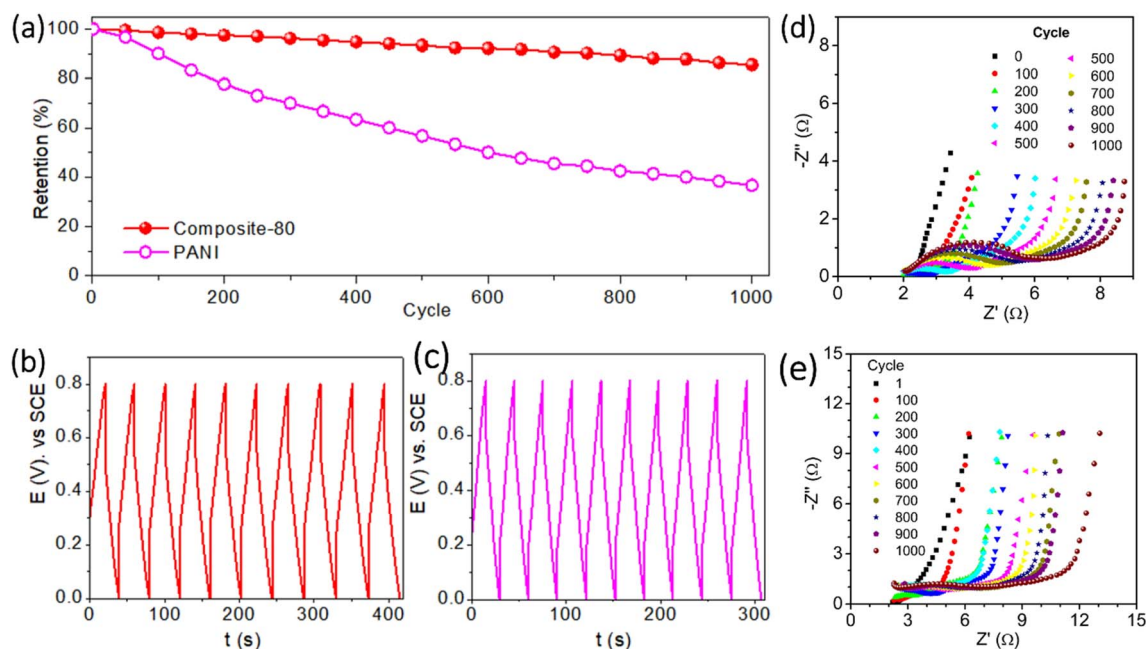 (a)
100
80
60
40
20
0
Retention (%)
Composite-80
PANI
0 200 400 600 800 1000
Cycle
(b)
0.8
0.6
0.4
0.2
0.0
E (V). vs SCE
0 100 200 300 400
t (s)
(c)
0.8
0.6
0.4
0.2
0.0
E (V) vs. SCE
0 100 200 300
t (s)
(d)
8
6
4
2
0
-Z'' (Ω)
Cycle
0 500
100 600
200 700
300 800
400 900
500 1000
0 2 4 6 8
Z' (Ω)
(e)
15
12
9
6
3
0
-Z'' (Ω)
Cycle
1
100
200
300
400
500
600
700
800
900
1000
0 3 6 9 12 15
Z' (Ω)